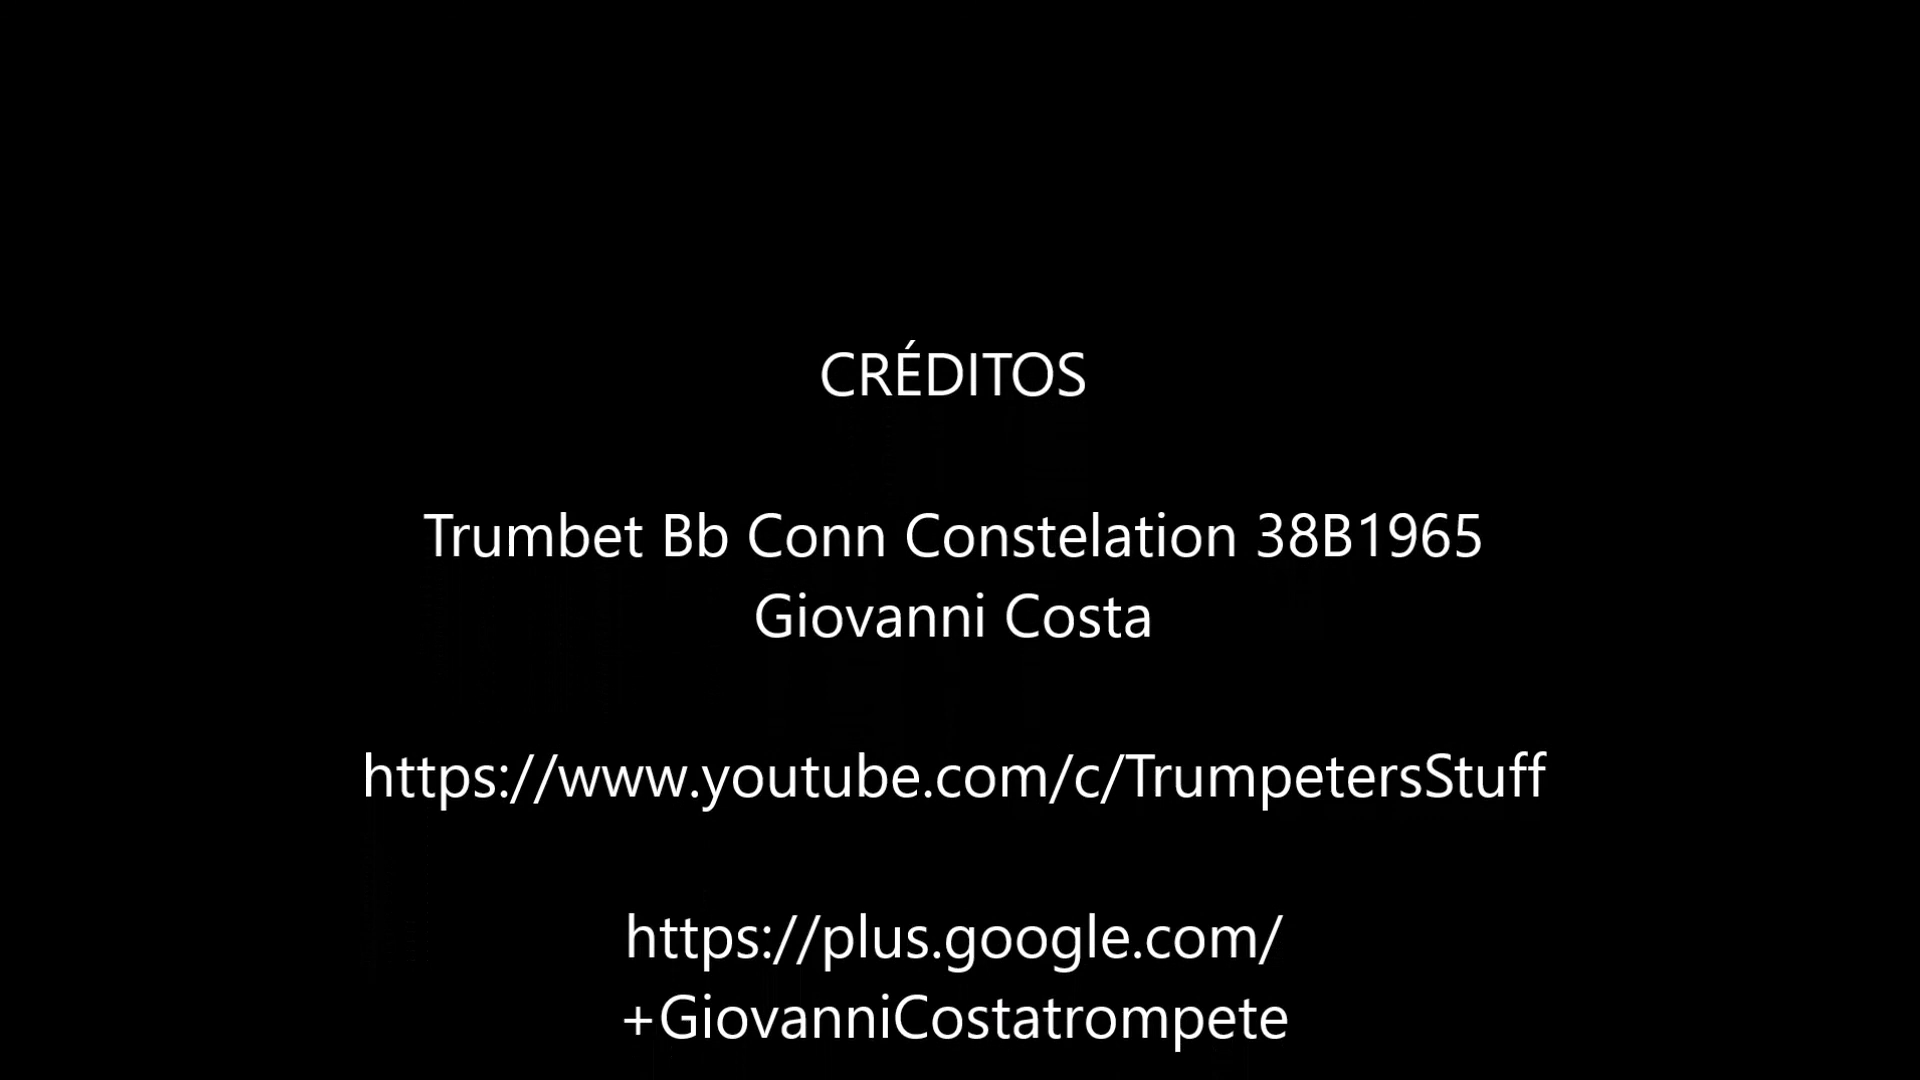 CRÉDITOS
Trumbet Bb Conn Constelation 38B1965
Giovanni Costa
https://www.youtube.com/c/TrumpetersStuff
https://plus.google.com/
+GiovanniCostatrompete